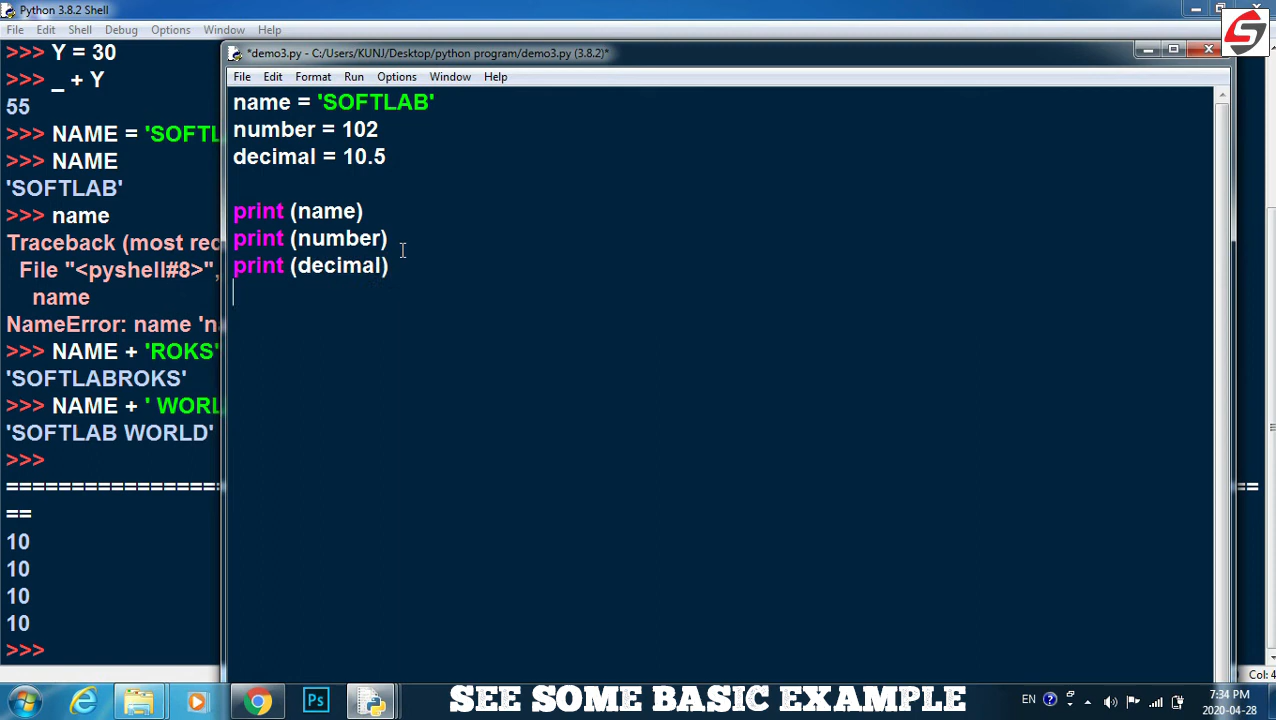 Python 3.8.2 Shell
File Edit Shell Debug Options Window Help
>>> Y = 30
>>> _ + Y
55
>>> NAME = 'SOFTL
>>> NAME
'SOFTLAB'
>>> name
Traceback (most rec
File "<pyshell#8>",
name
NameError: name 'na
>>> NAME + 'ROKS'
'SOFTLABROKS'
>>> NAME + ' WORL
'SOFTLAB WORLD'
>>>
==================== ==
==
10
10
10
10
>>>
*demo3.py - C:/Users/KUNJ/Desktop/python program/demo3.py (3.8.2)*
File Edit Format Run Options Window Help
name = 'SOFTLAB'
number = 102
decimal = 10.5
print (name)
print (number)
print (decimal)
Col: 4
Ps
SEE SOME BASIC EXAMPLE
EN
7:34 PM
2020-04-28